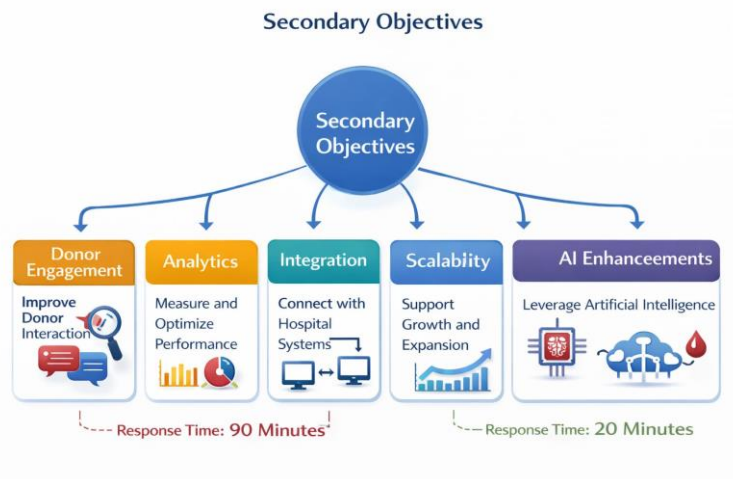 Secondary Objectives
Secondary
Objectives
Donor
Engagement
Improve
Donor
Interaction
Analytics
Measure and
Optimize
Performance
Integration
Connect with
Hospital
Systems
Scalability
Support
Growth and
Expansion
AI Enhanceements
Leverage Artificial Intelligence
Response Time: 90 Minutes
Response Time: 20 Minutes